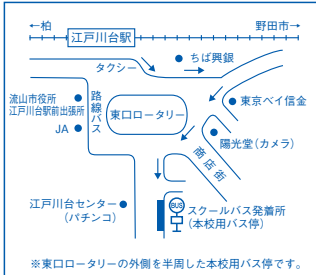 ←柏
野田市→
江戸川台駅
ちば興銀
タクシー
流山市役所
江戸川台駅前出張所
路線バス
東口ロータリー
東京ベイ信金
JA
陽光堂(カメラ)
商店街
江戸川台センター
(パチンコ)
BUS
スクールバス発着所
(本校用バス停)
※東口ロータリーの外側を半周した本校用バス停です。